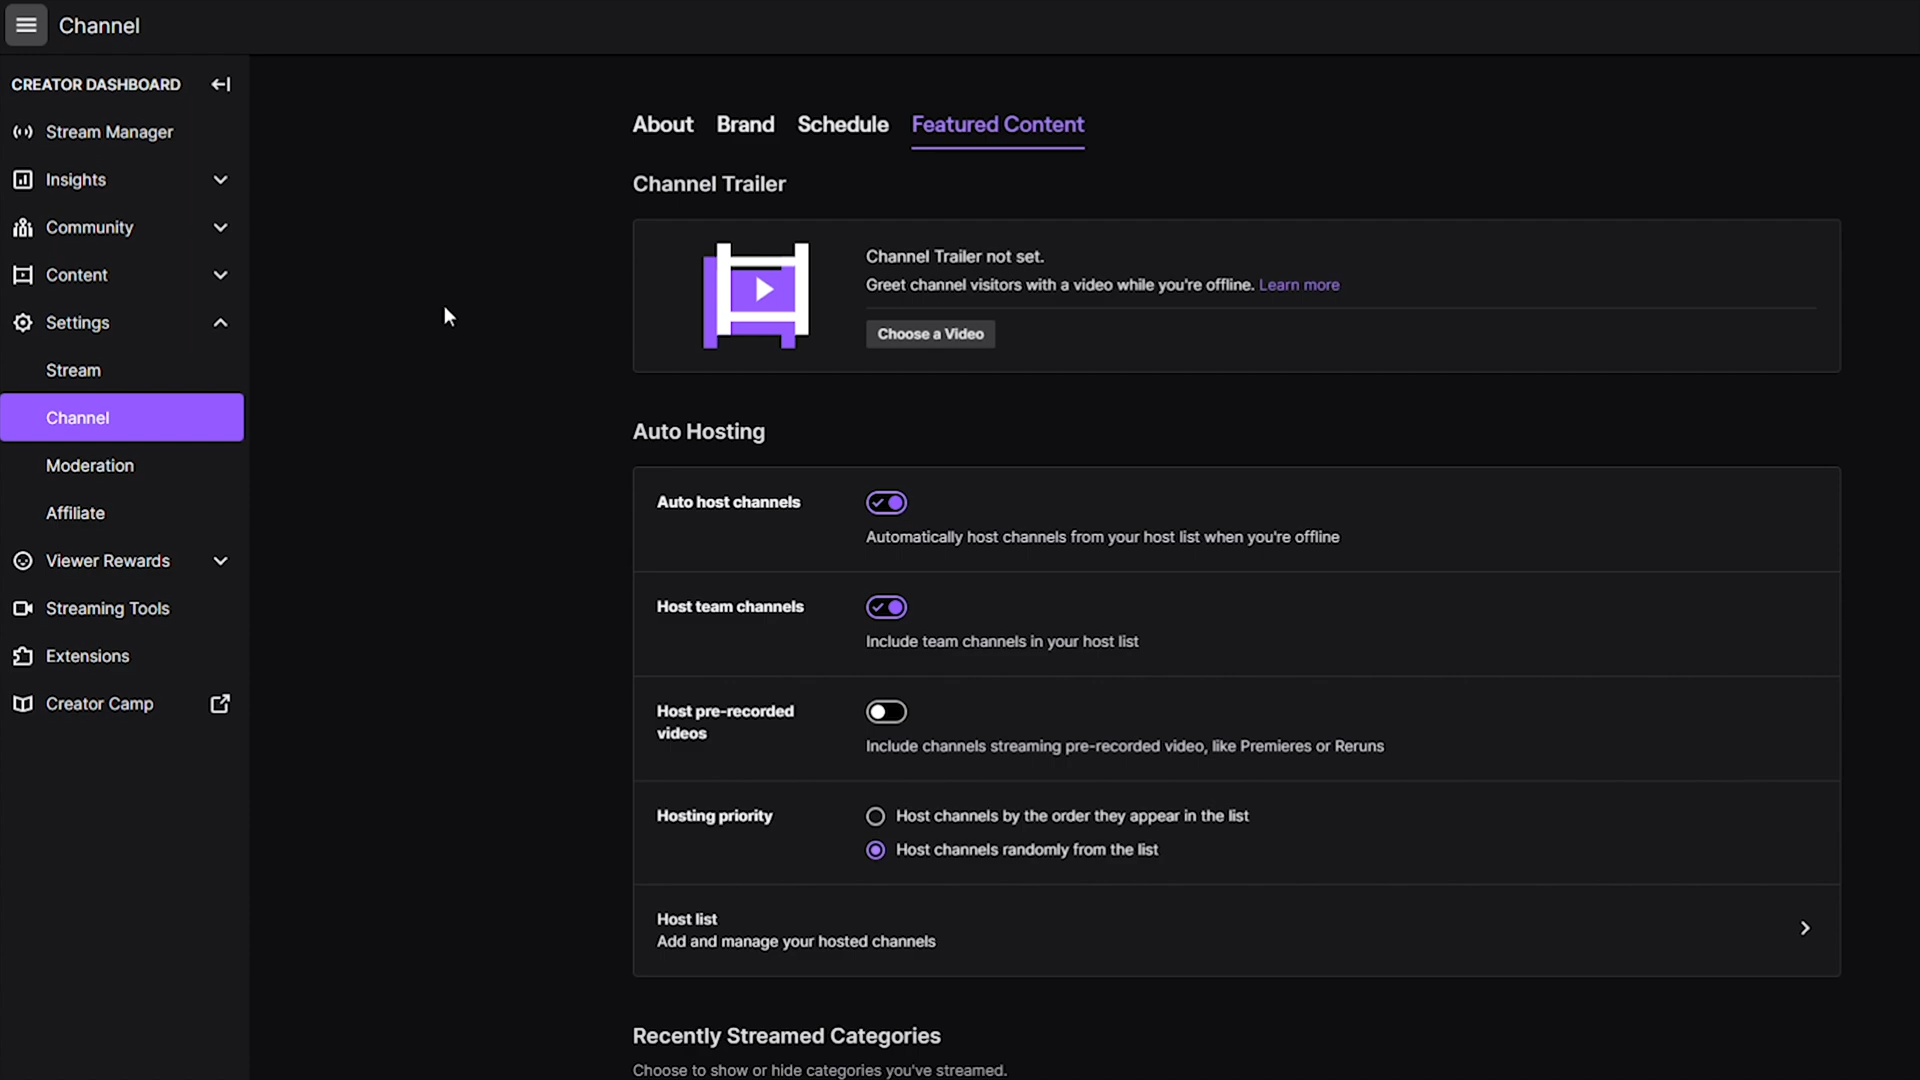 Channel
CREATOR DASHBOARD
Stream Manager
Insights
Community
Content
Settings
Stream
Channel
Moderation
Affiliate
Viewer Rewards
Streaming Tools
Extensions
Creator Camp
About Brand Schedule Featured Content
Channel Trailer
Channel Trailer not set.
Greet channel visitors with a video while you're offline. Learn more
Choose a Video
Auto Hosting
Auto host channels
Automatically host channels from your host list when you're offline
Host team channels
Include team channels in your host list
Host pre-recorded
videos
Include channels streaming pre-recorded video, like Premieres or Reruns
Hosting priority
Host channels by the order they appear in the list
Host channels randomly from the list
Host list
Add and manage your hosted channels
Recently Streamed Categories
Choose to show or hide categories you've streamed.